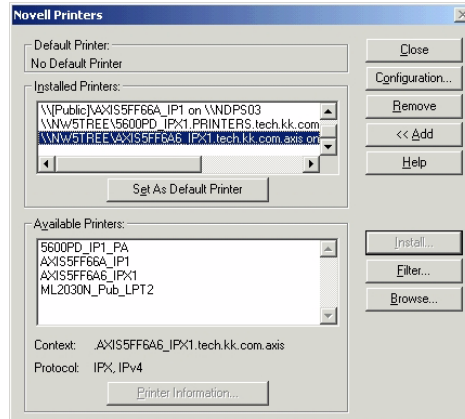 Novell Printers
Default Printer:
No Default Printer
Close
Configuration...
Installed Printers:
\\[Public]\AXIS5FF66A_IP1 on \\NDPS03
\\NW5TREE\5600PD_IPX1.PRINTERS.tech.kk.com
\\NW5TREE\AXIS5FF6A6_IPX1.tech.kk.com.axis on
Remove
<< Add
Help
Set As Default Printer
Available Printers:
5600PD_IP1_PA
AXIS5FF66A_IP1
AXIS5FF6A6_IPX1
ML2030N_Pub_LPT2
Install...
Filter...
Browse...
Context: .AXIS5FF6A6_IPX1.tech.kk.com.axis
Protocol: IPX, IPv4
Printer Information...